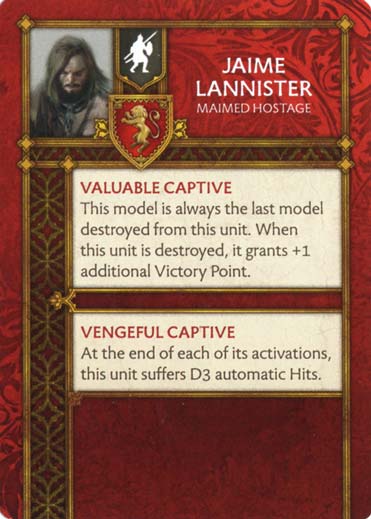 JAIME
LANNISTER
MAIMED HOSTAGE
VALUABLE CAPTIVE
This model is always the last model
destroyed from this unit. When
this unit is destroyed, it grants +1
additional Victory Point.
VENGEFUL CAPTIVE
At the end of each of its activations,
this unit suffers D3 automatic Hits.